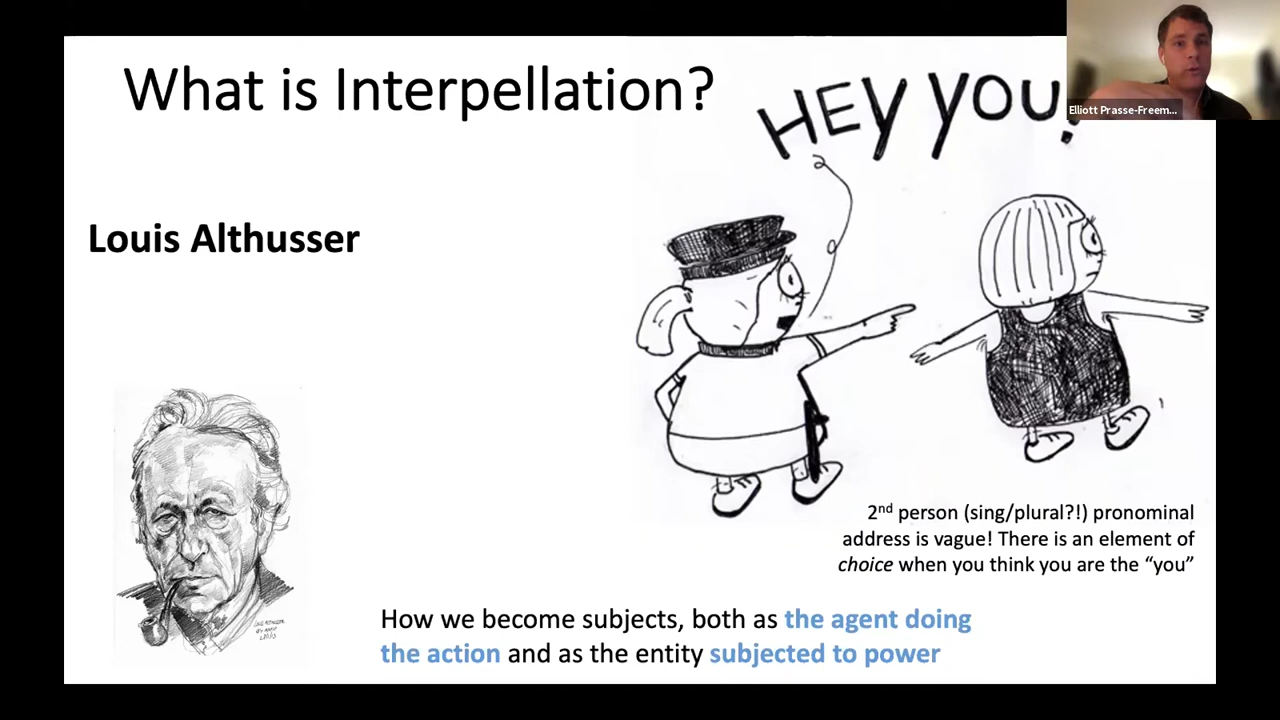 What is Interpellation?
HEY YOU!
Elliott Prasse-Freem...
Louis Althusser
2nd person (sing/plural?!) pronominal
address is vague! There is an element of
choice when you think you are the “you”
How we become subjects, both as the agent doing
the action and as the entity subjected to power